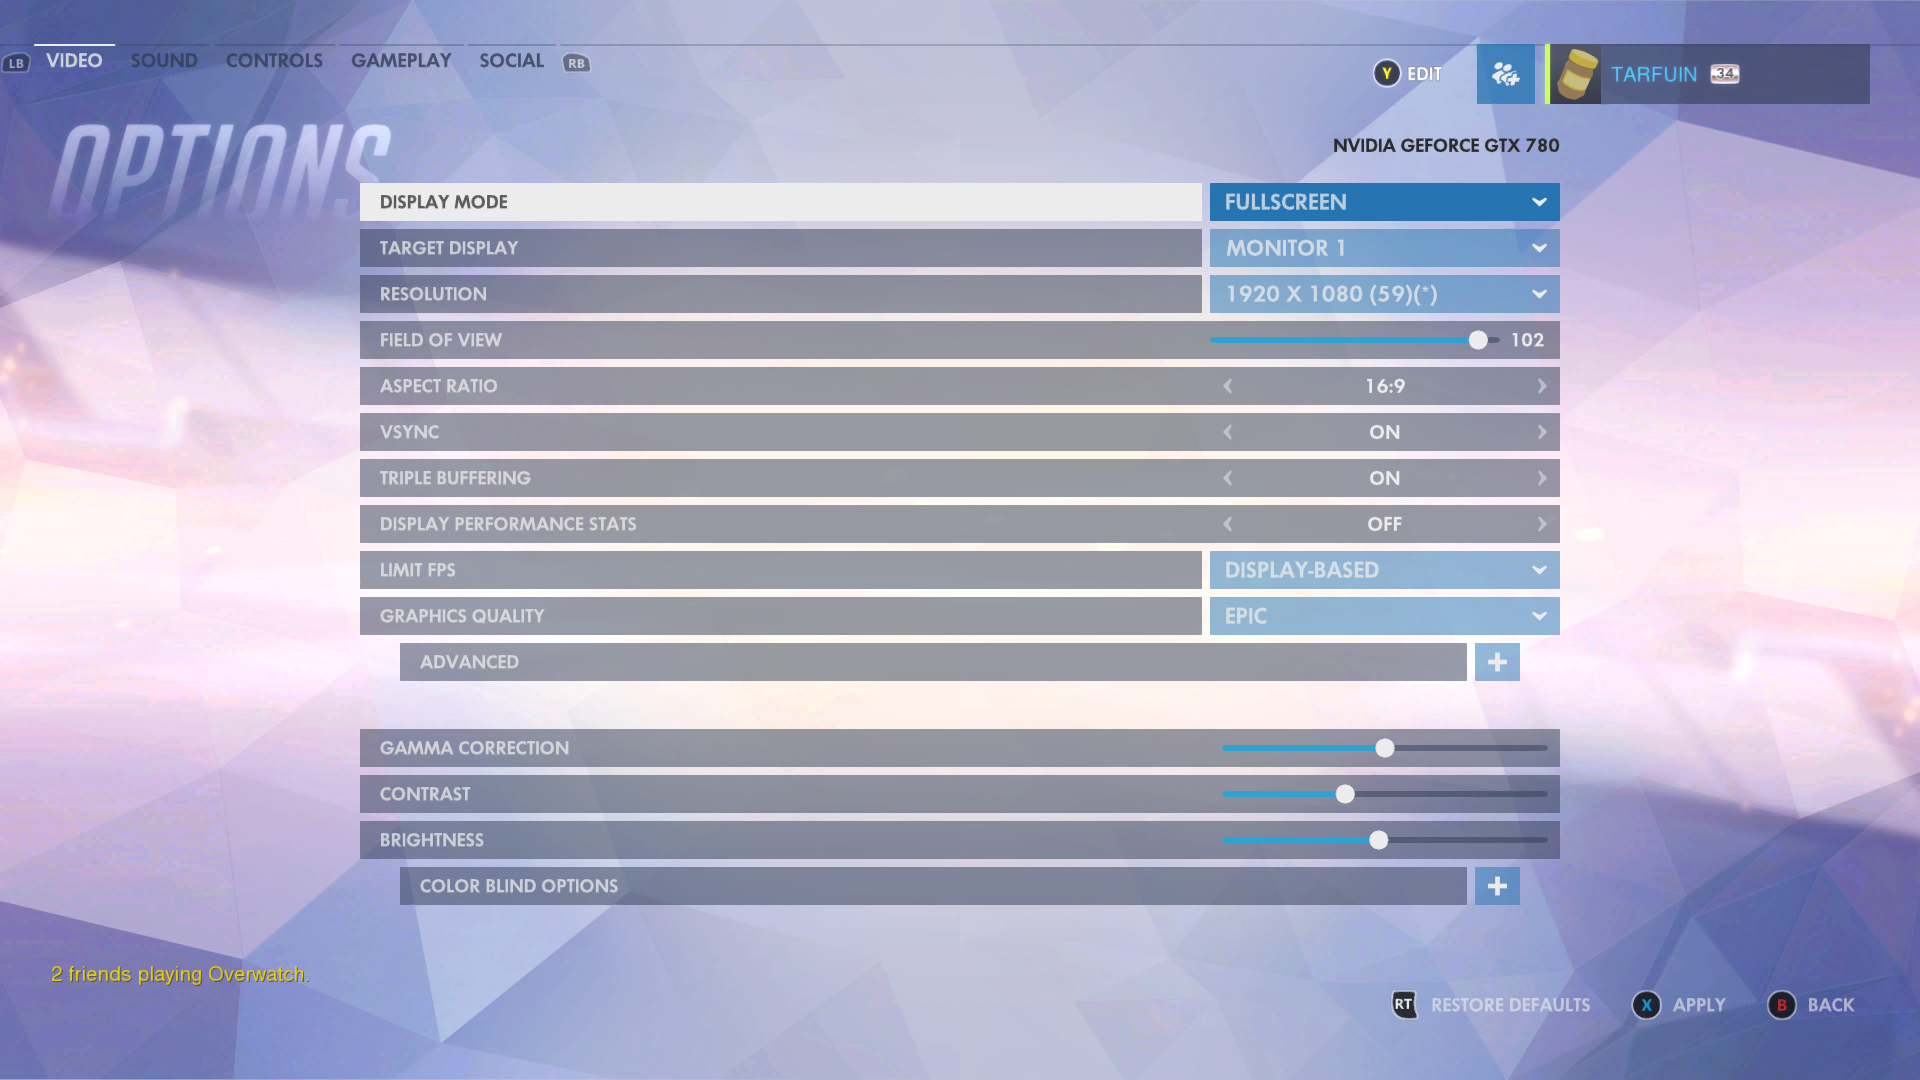 LB VIDEO SOUND CONTROLS GAMEPLAY SOCIAL RB
Y EDIT
TARFUIN 34
OPTIONS
NVIDIA GEFORCE GTX 780
DISPLAY MODE FULLSCREEN
TARGET DISPLAY MONITOR 1
RESOLUTION 1920 X 1080 (59)(*)
FIELD OF VIEW 102
ASPECT RATIO 16:9
VSYNC ON
TRIPLE BUFFERING ON
DISPLAY PERFORMANCE STATS OFF
LIMIT FPS DISPLAY-BASED
GRAPHICS QUALITY EPIC
ADVANCED +
GAMMA CORRECTION
CONTRAST
BRIGHTNESS
COLOR BLIND OPTIONS +
2 friends playing Overwatch.
RT RESTORE DEFAULTS X APPLY B BACK